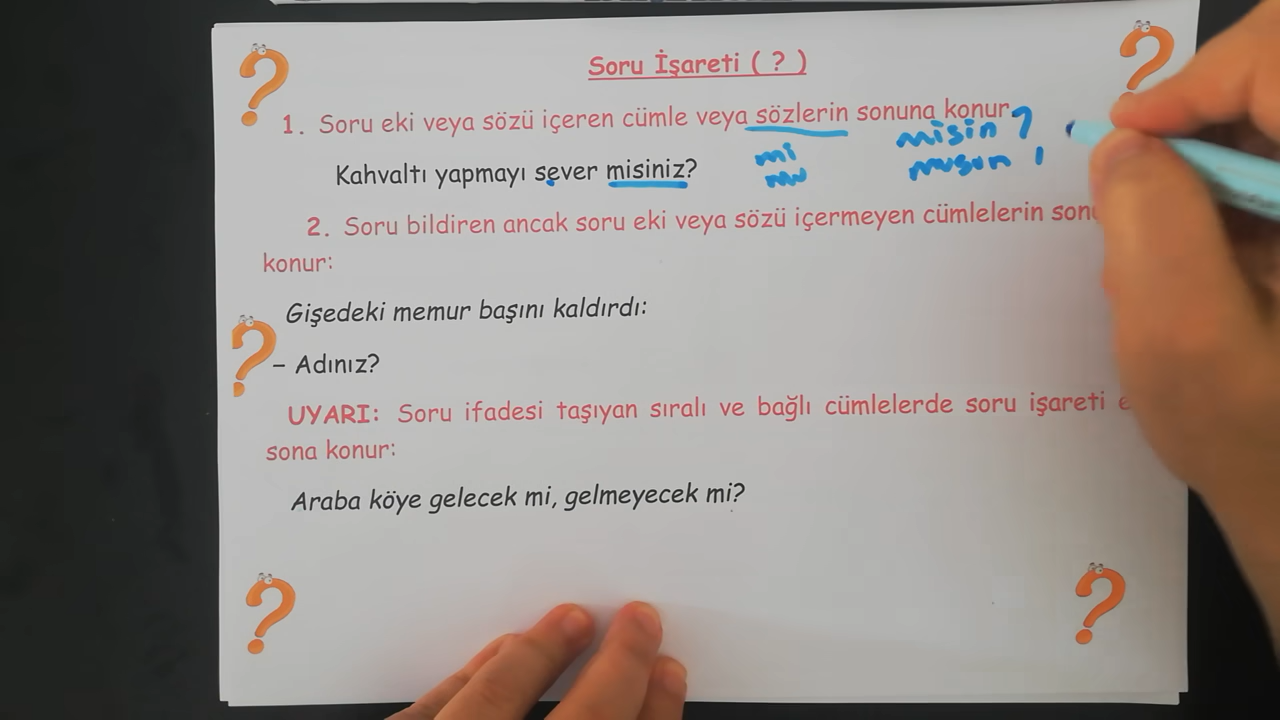 Soru İşareti ( ? )
1. Soru eki veya sözü içeren cümle veya sözlerin sonuna konur
misin ?
Kahvaltı yapmayı sever misiniz?
mi
mu
musun
2. Soru bildiren ancak soru eki veya sözü içermeyen cümlelerin
konur:
Gişedeki memur başını kaldırdı:
– Adınız?
UYARI: Soru ifadesi taşıyan sıralı ve bağlı cümlelerde soru işareti
sona konur:
Araba köye gelecek mi, gelmeyecek mi?